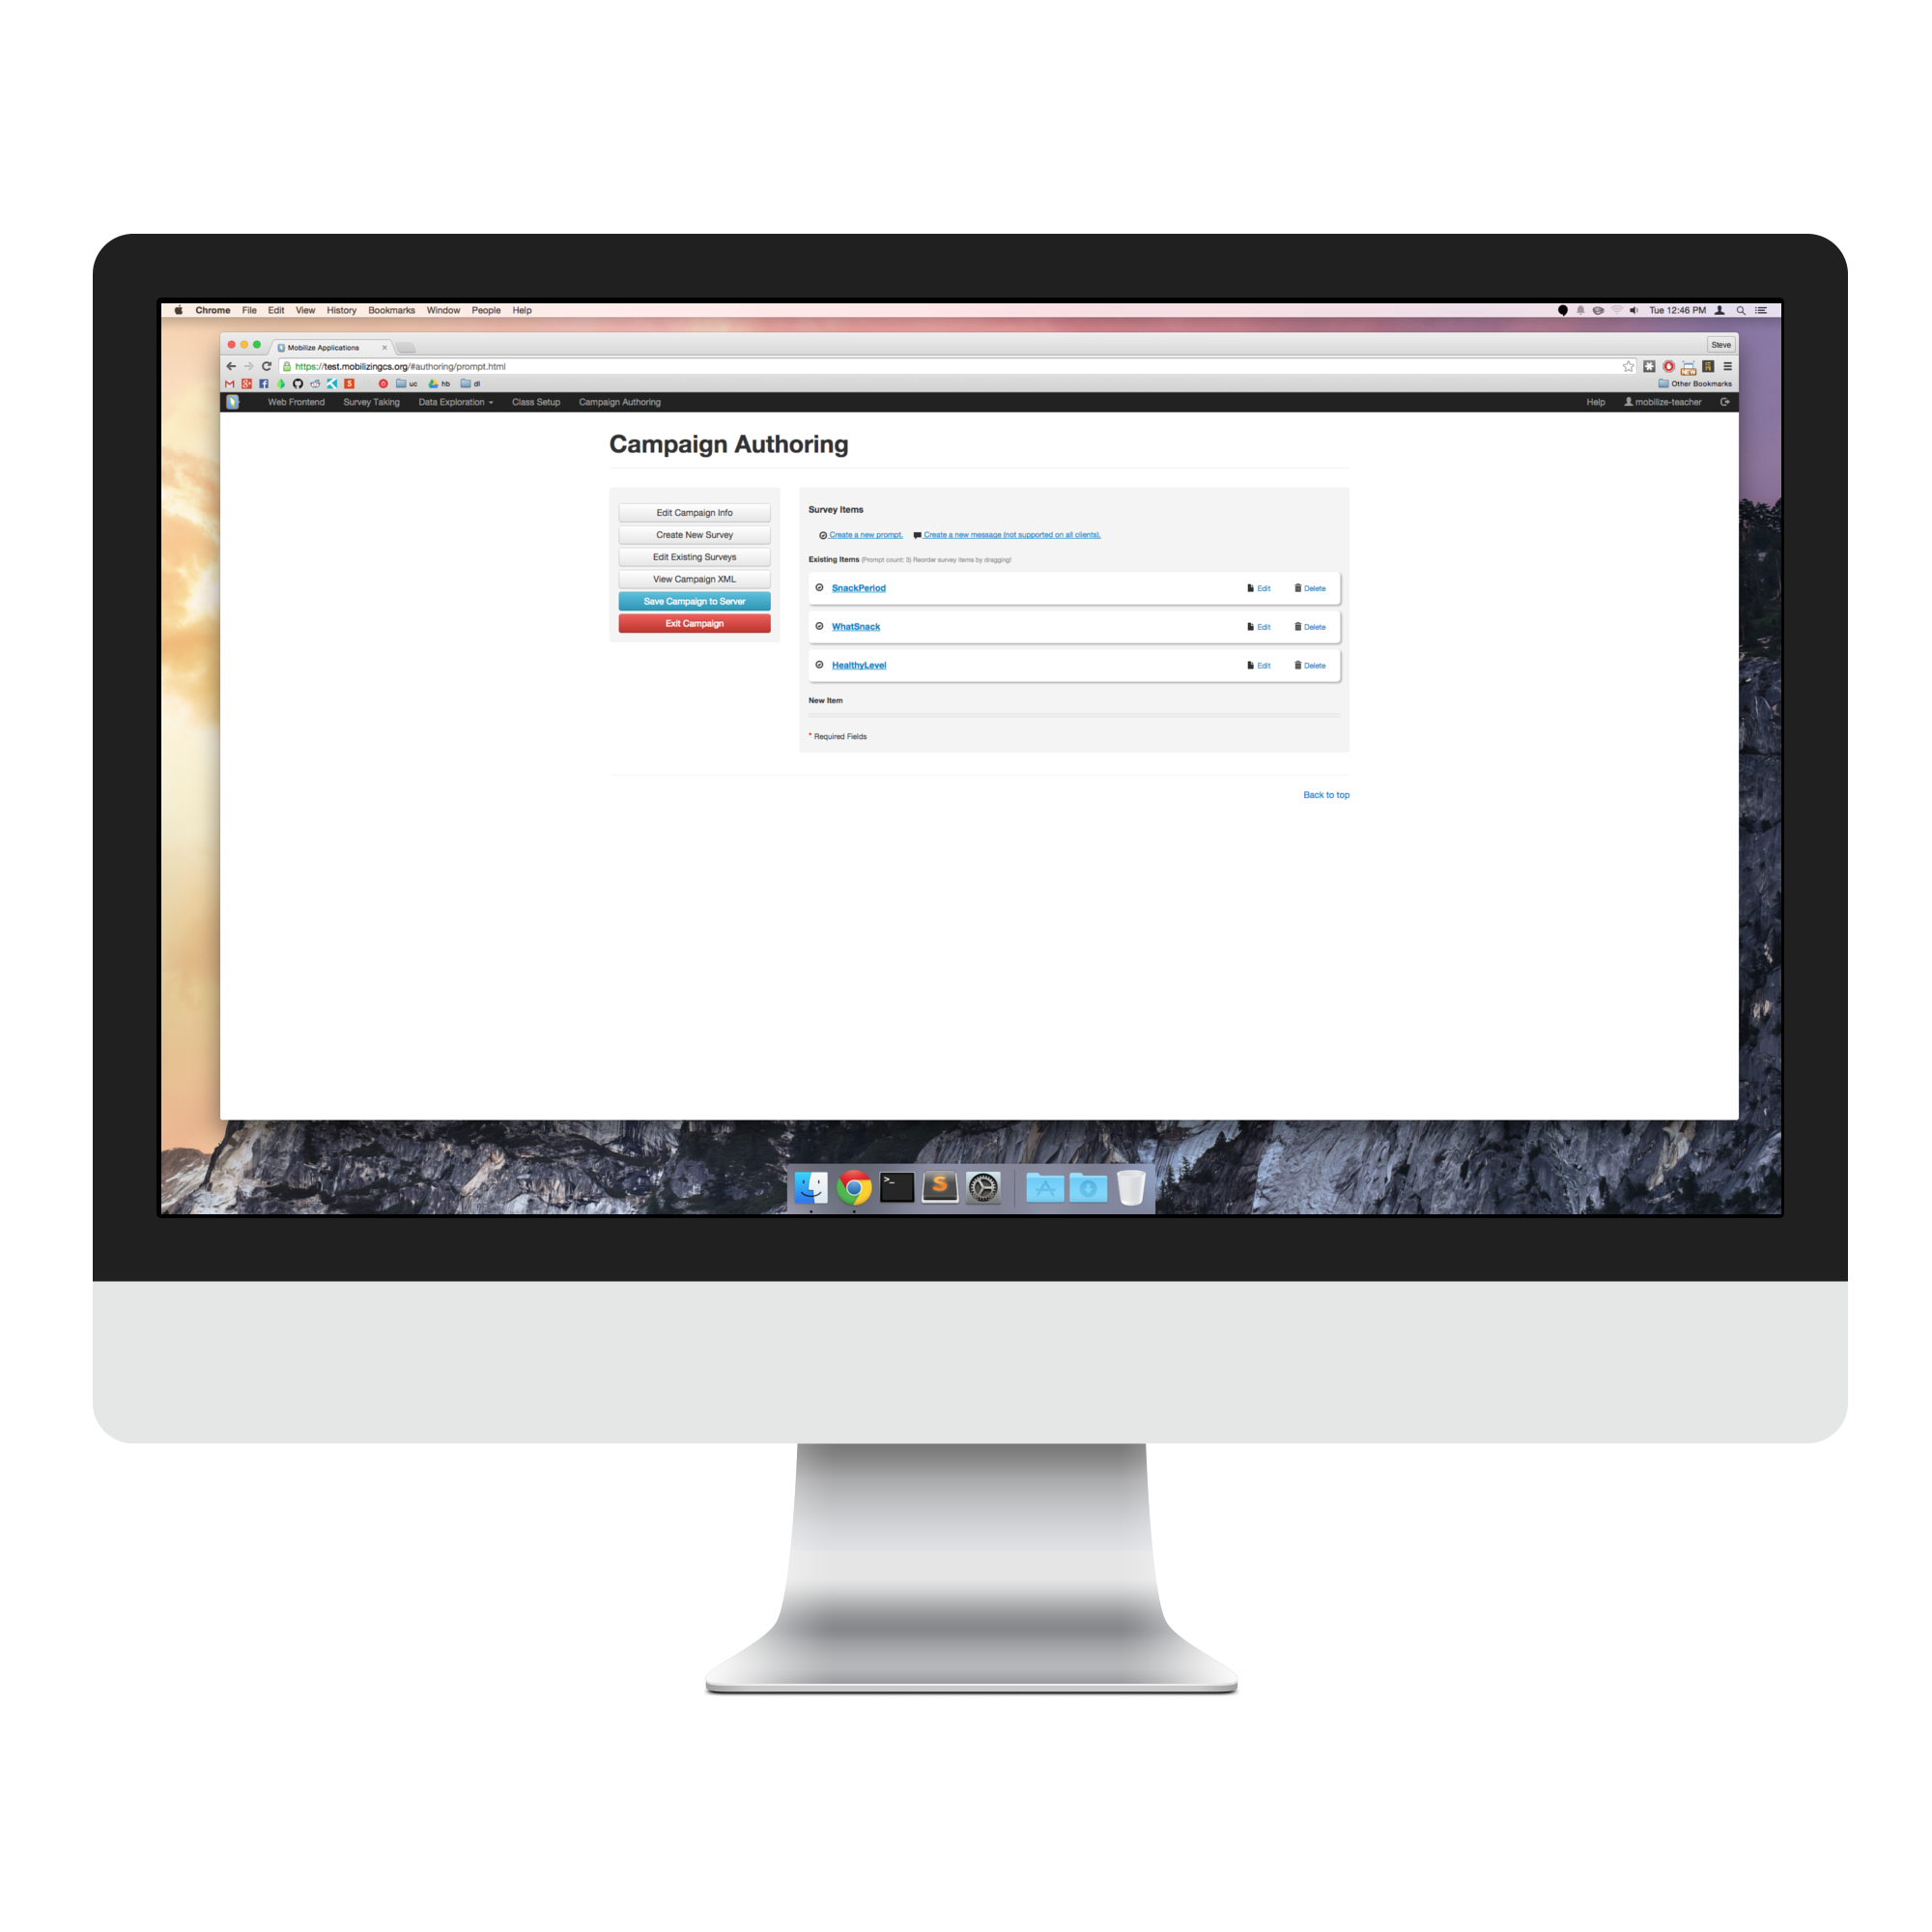 Chrome File Edit View History Bookmarks Window People Help Tue 12:46 PM
Mobilize Applications Steve
https://test.mobilizingcs.org/#authoring/prompt.html
uc hb dl Other Bookmarks
Web Frontend Survey Taking Data Exploration Class Setup Campaign Authoring Help mobilize-teacher
Campaign Authoring
Edit Campaign Info
Create New Survey
Edit Existing Surveys
View Campaign XML
Save Campaign to Server
Exit Campaign
Survey Items
Create a new prompt. Create a new message (not supported on all clients).
Existing Items (Prompt count: 3) Reorder survey items by dragging!
SnackPeriod Edit Delete
WhatSnack Edit Delete
HealthyLevel Edit Delete
New Item
* Required Fields
Back to top